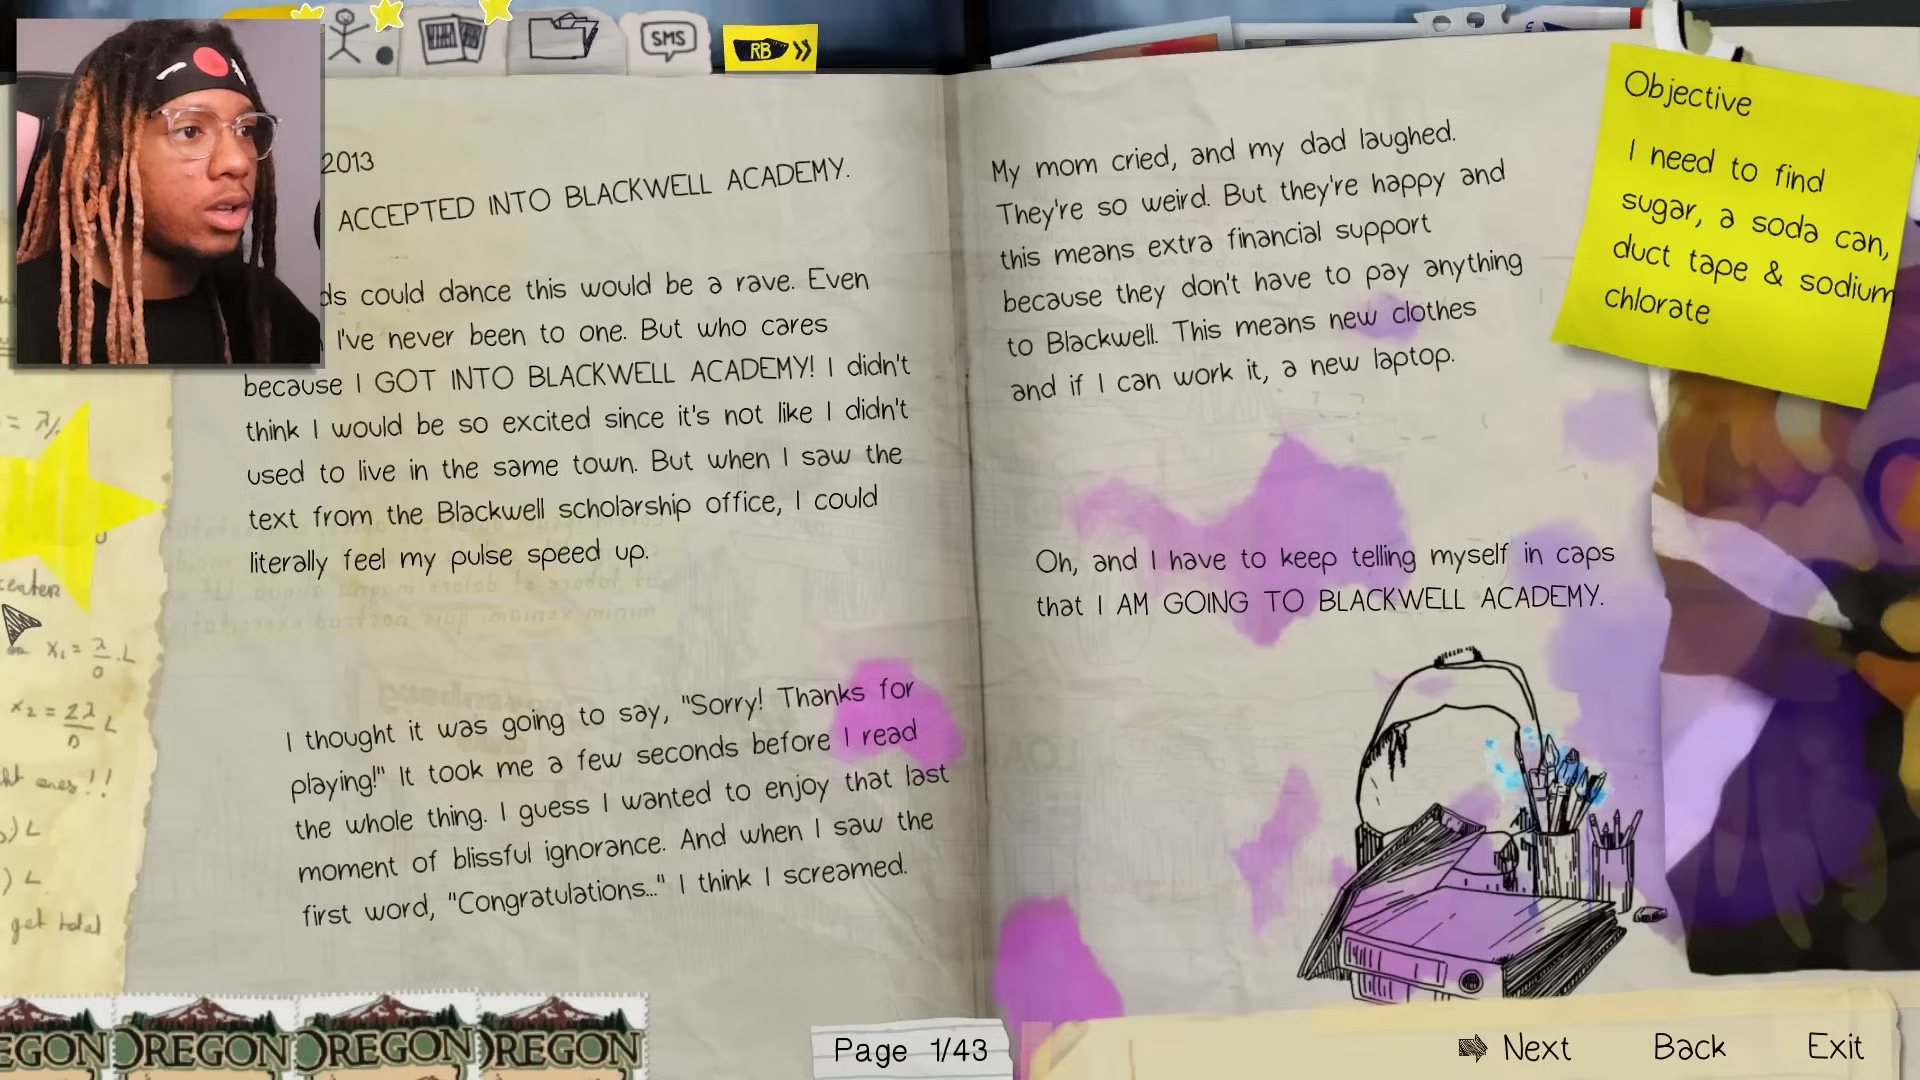 SMS
RB
2013
ACCEPTED INTO BLACKWELL ACADEMY.
ds could dance this would be a rave. Even
I've never been to one. But who cares
because I GOT INTO BLACKWELL ACADEMY! I didn't
think I would be so excited since it's not like I didn't
used to live in the same town. But when I saw the
text from the Blackwell scholarship office, I could
literally feel my pulse speed up.
I thought it was going to say, "Sorry! Thanks for
playing!" It took me a few seconds before I read
the whole thing. I guess I wanted to enjoy that last
moment of blissful ignorance. And when I saw the
first word, "Congratulations..." I think I screamed.
My mom cried, and my dad laughed.
They're so weird. But they're happy and
this means extra financial support
because they don't have to pay anything
to Blackwell. This means new clothes
and if I can work it, a new laptop.
Oh, and I have to keep telling myself in caps
that I AM GOING TO BLACKWELL ACADEMY.
Objective
I need to find
sugar, a soda can,
duct tape & sodium
chlorate
center
x₁ = λ/D . L
x₂ = 2λ/D L
ones!!
) L
) L
get total
EGON OREGON OREGON OREGON
Page 1/43
Next Back Exit